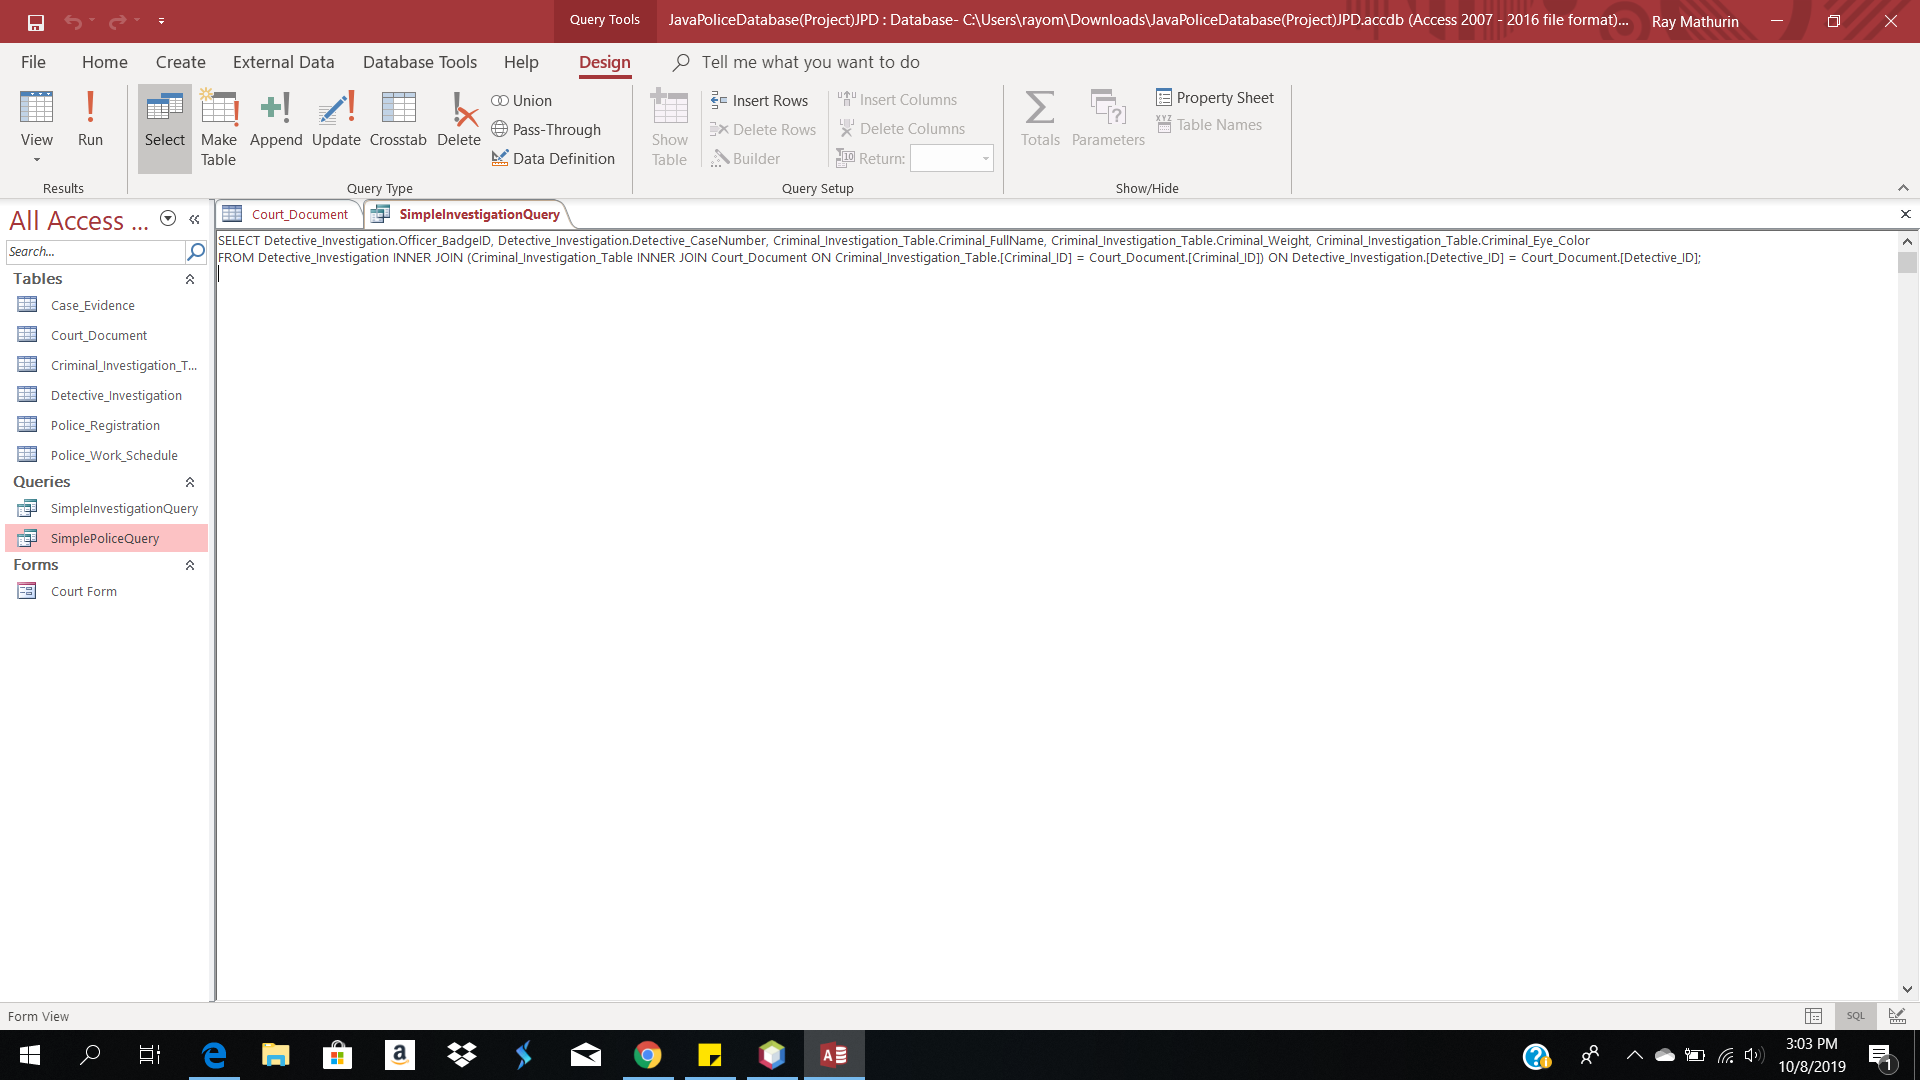 Query Tools
JavaPoliceDatabase(Project)JPD : Database- C:\Users\rayom\Downloads\JavaPoliceDatabase(Project)JPD.accdb (Access 2007 - 2016 file format)...
Ray Mathurin
File Home Create External Data Database Tools Help Design Tell me what you want to do
View
Run
Results
Select
Make Table
Append
Update
Crosstab
Delete
Union
Pass-Through
Data Definition
Query Type
Show Table
Insert Rows
Delete Rows
Builder
Insert Columns
Delete Columns
Return:
Query Setup
Totals
Parameters
Property Sheet
Table Names
Show/Hide
All Access ...
Search...
Tables
Case_Evidence
Court_Document
Criminal_Investigation_T...
Detective_Investigation
Police_Registration
Police_Work_Schedule
Queries
SimpleInvestigationQuery
SimplePoliceQuery
Forms
Court Form
Court_Document
SimpleInvestigationQuery
SELECT Detective_Investigation.Officer_BadgeID, Detective_Investigation.Detective_CaseNumber, Criminal_Investigation_Table.Criminal_FullName, Criminal_Investigation_Table.Criminal_Weight, Criminal_Investigation_Table.Criminal_Eye_Color
FROM Detective_Investigation INNER JOIN (Criminal_Investigation_Table INNER JOIN Court_Document ON Criminal_Investigation_Table.[Criminal_ID] = Court_Document.[Criminal_ID]) ON Detective_Investigation.[Detective_ID] = Court_Document.[Detective_ID];
Form View
SQL
3:03 PM
10/8/2019
1